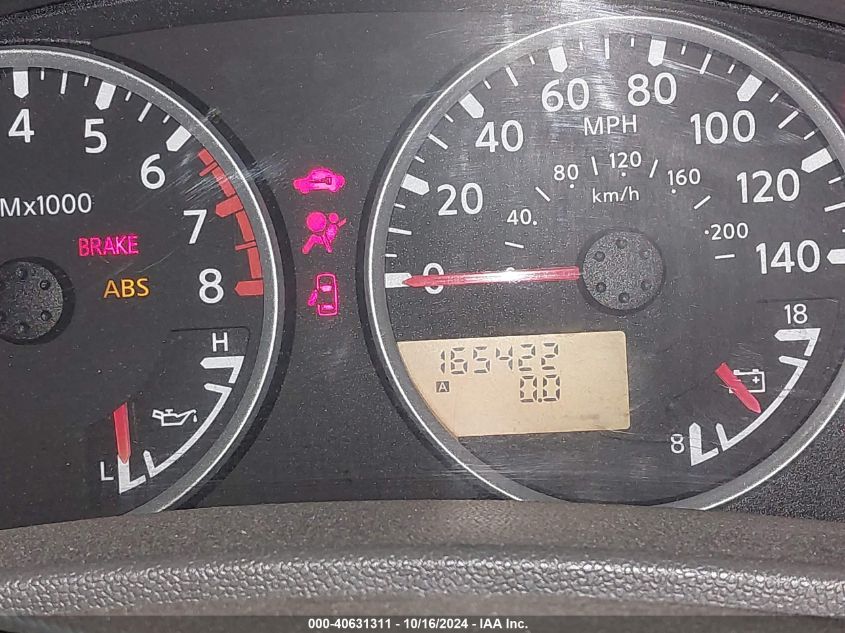 4 5 6 7 8
Mx1000
BRAKE
ABS
H
L
0 20 40 60 80 100 120 140
MPH
40 80 120 160 200
km/h
165422
A 0.0
18
8
000-40631311 - 10/16/2024 - IAA Inc.